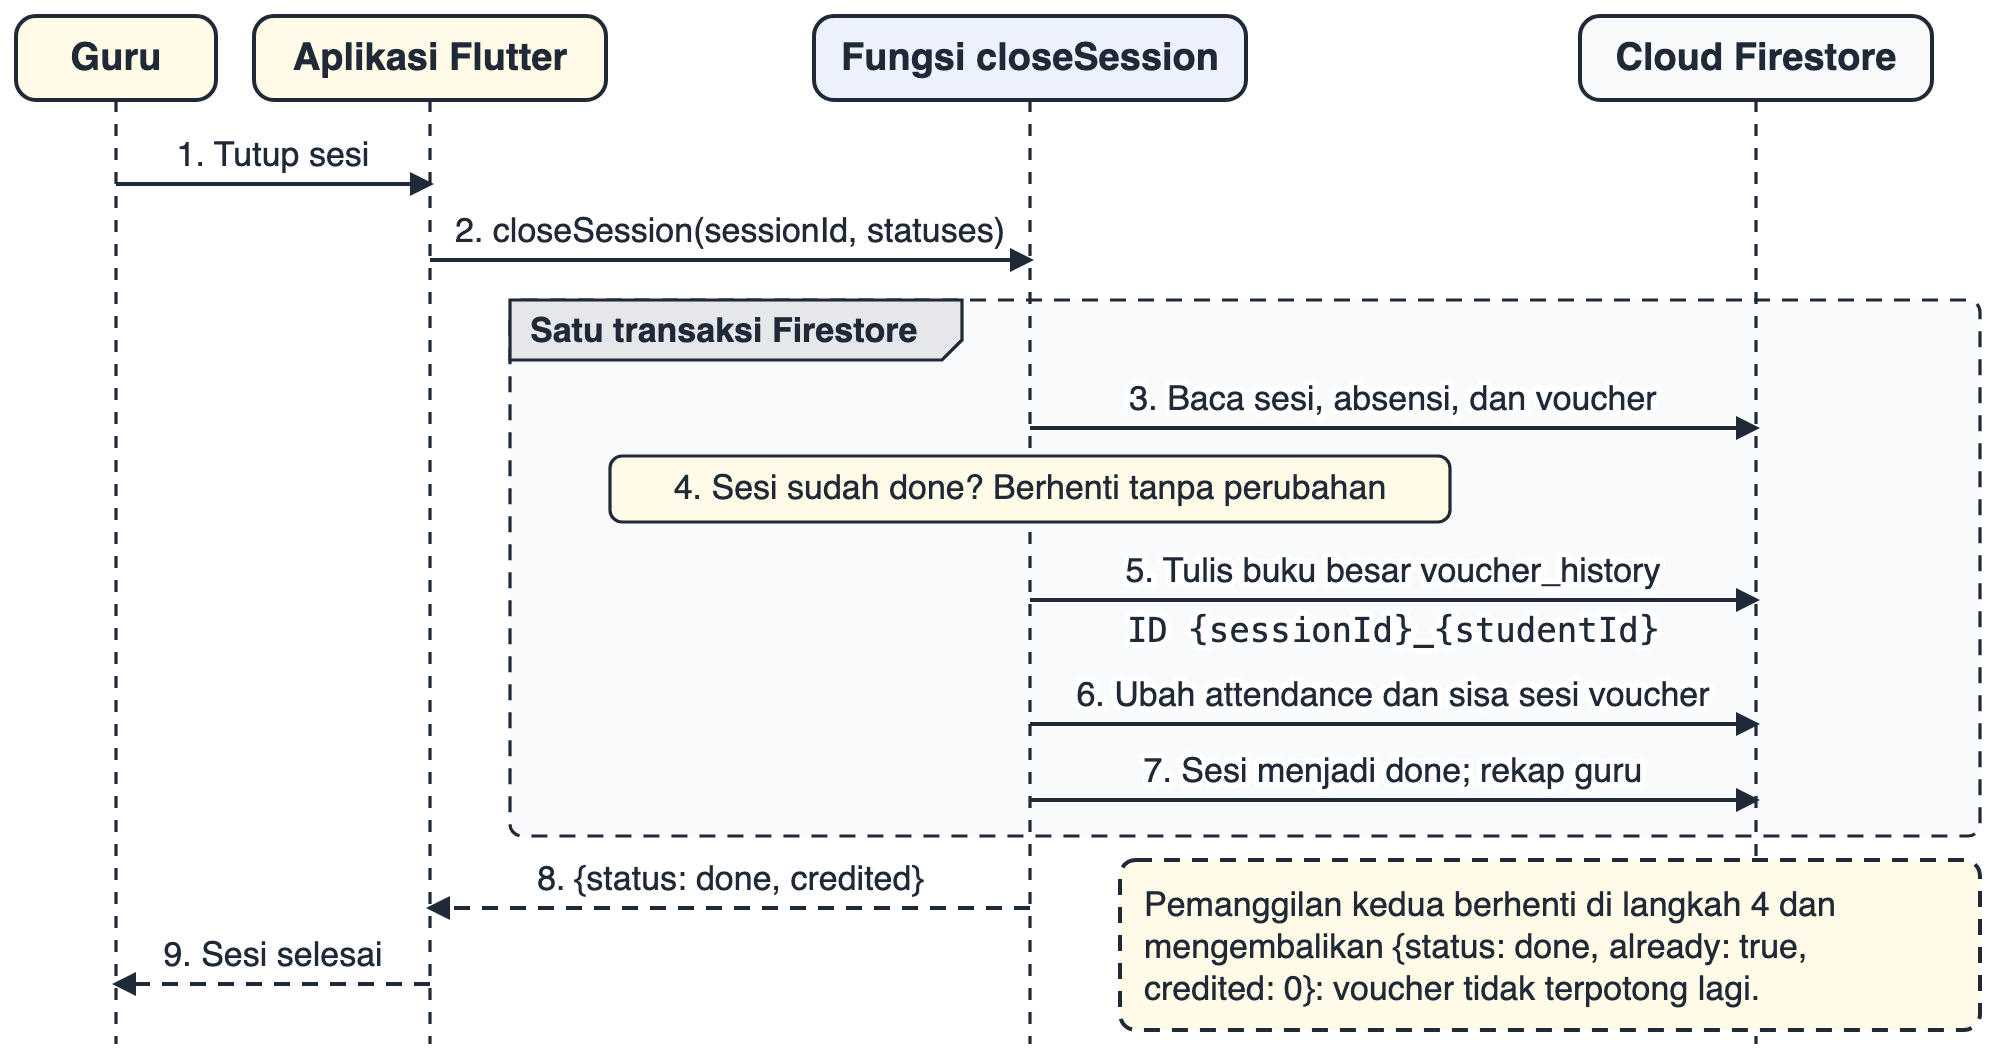 Guru
Aplikasi Flutter
Fungsi closeSession
Cloud Firestore
1. Tutup sesi
2. closeSession(sessionId, statuses)
Satu transaksi Firestore
3. Baca sesi, absensi, dan voucher
4. Sesi sudah done? Berhenti tanpa perubahan
5. Tulis buku besar voucher_history
ID {sessionId}_{studentId}
6. Ubah attendance dan sisa sesi voucher
7. Sesi menjadi done; rekap guru
8. {status: done, credited}
9. Sesi selesai
Pemanggilan kedua berhenti di langkah 4 dan
mengembalikan {status: done, already: true,
credited: 0}: voucher tidak terpotong lagi.